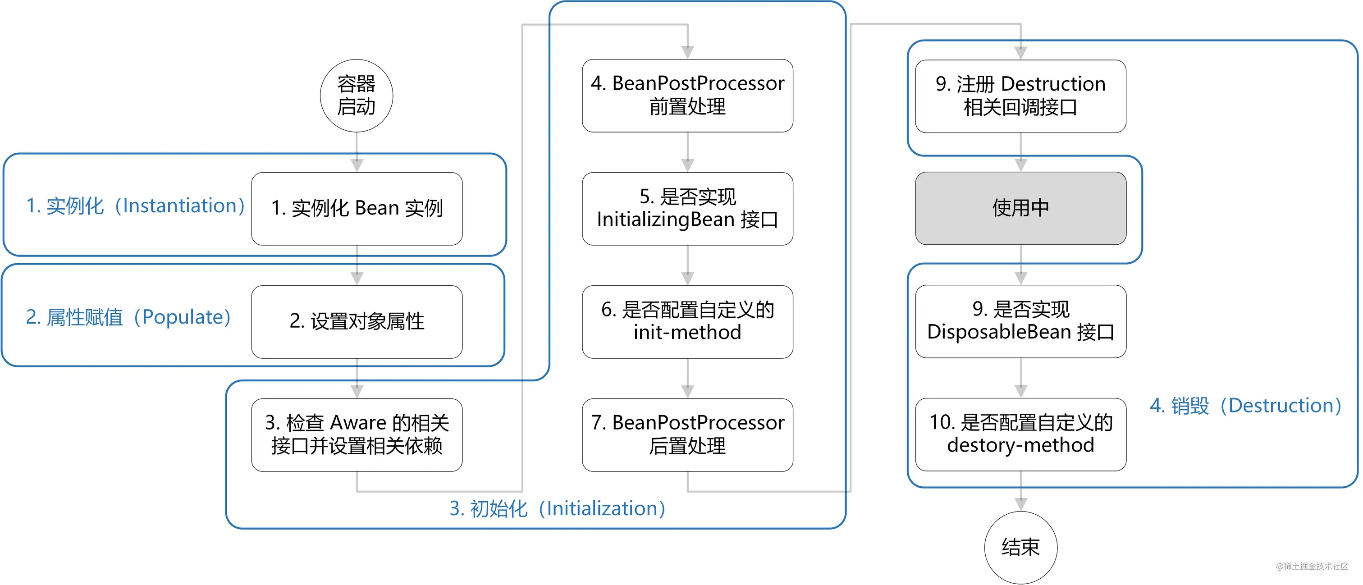 容器
启动
1. 实例化（Instantiation）
1. 实例化 Bean 实例
2. 属性赋值（Populate）
2. 设置对象属性
3. 检查 Aware 的相关
接口并设置相关依赖
3. 初始化（Initialization）
4. BeanPostProcessor
前置处理
5. 是否实现
InitializingBean 接口
6. 是否配置自定义的
init-method
7. BeanPostProcessor
后置处理
9. 注册 Destruction
相关回调接口
使用中
9. 是否实现
DisposableBean 接口
10. 是否配置自定义的
destory-method
4. 销毁（Destruction）
结束
@稀土掘金技术社区